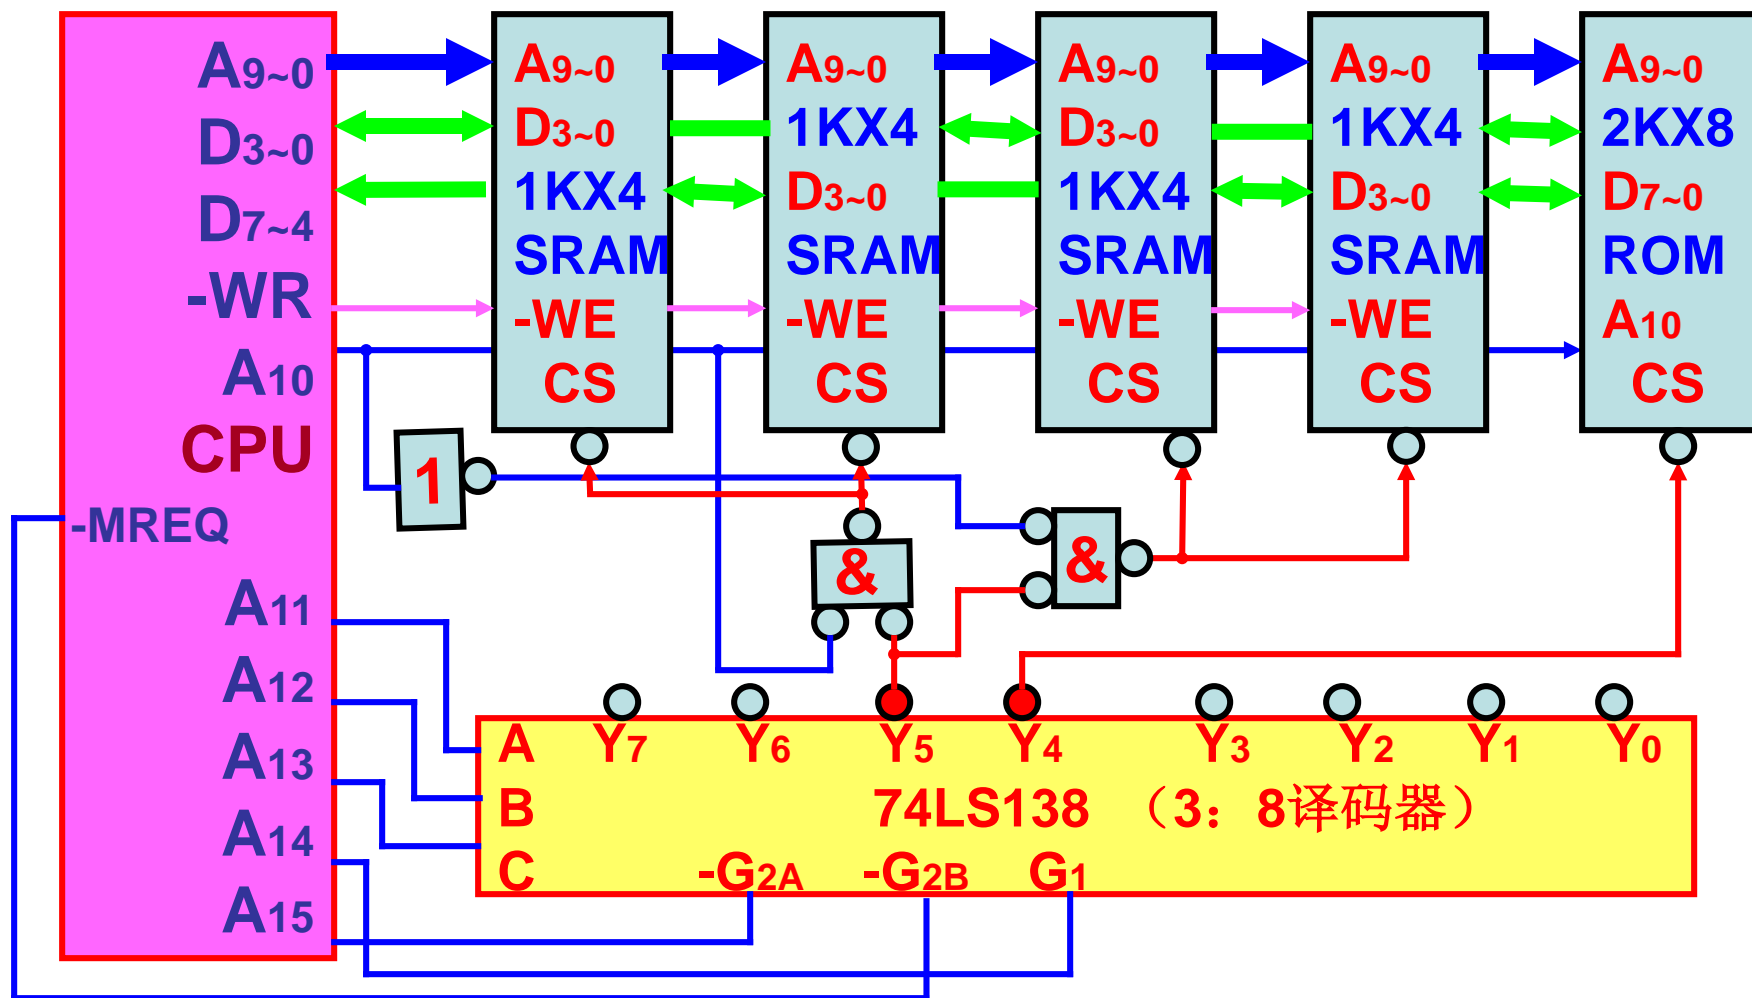 A9~0
D3~0
D7~4
-WR
A10
CPU
-MREQ
A11
A12
A13
A14
A15
A9~0
D3~0
1KX4
SRAM
-WE
CS
A9~0
1KX4
D3~0
SRAM
-WE
CS
A9~0
D3~0
1KX4
SRAM
-WE
CS
A9~0
1KX4
D3~0
SRAM
-WE
CS
A9~0
2KX8
D7~0
ROM
A10
CS
1
&
&
A Y7 Y6 Y5 Y4 Y3 Y2 Y1 Y0
B 74LS138 （3：8译码器）
C -G2A -G2B G1